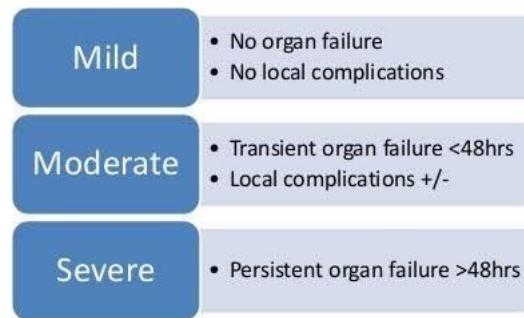 Mild
• No organ failure
• No local complications
Moderate
• Transient organ failure <48hrs
• Local complications +/-
Severe
• Persistent organ failure >48hrs